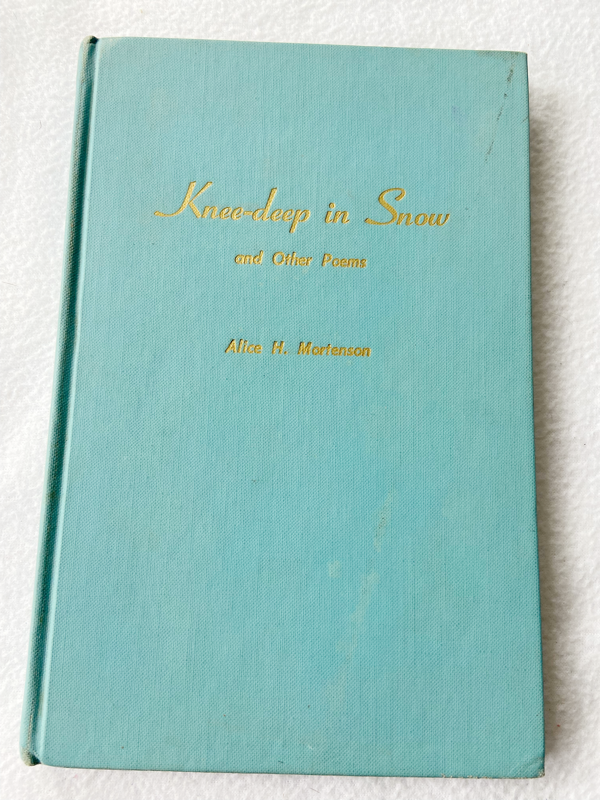 Knee-deep in Snow
and Other Poems
Alice H. Mortenson